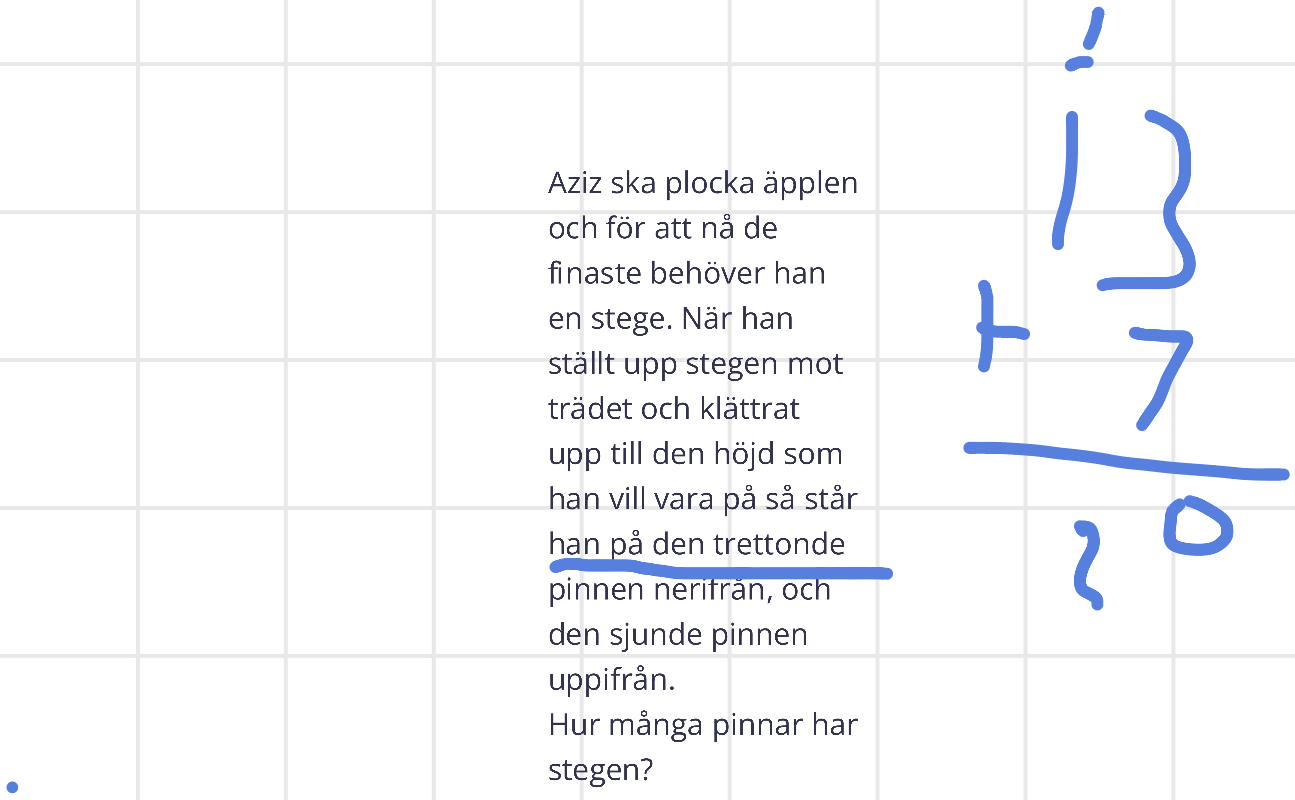 Aziz ska plocka äpplen
och för att nå de
finaste behöver han
en stege. När han
ställt upp stegen mot
trädet och klättrat
upp till den höjd som
han vill vara på så står
han på den trettonde
pinnen nerifrån, och
den sjunde pinnen
uppifrån.
Hur många pinnar har
stegen?
1
13
+ 7
20